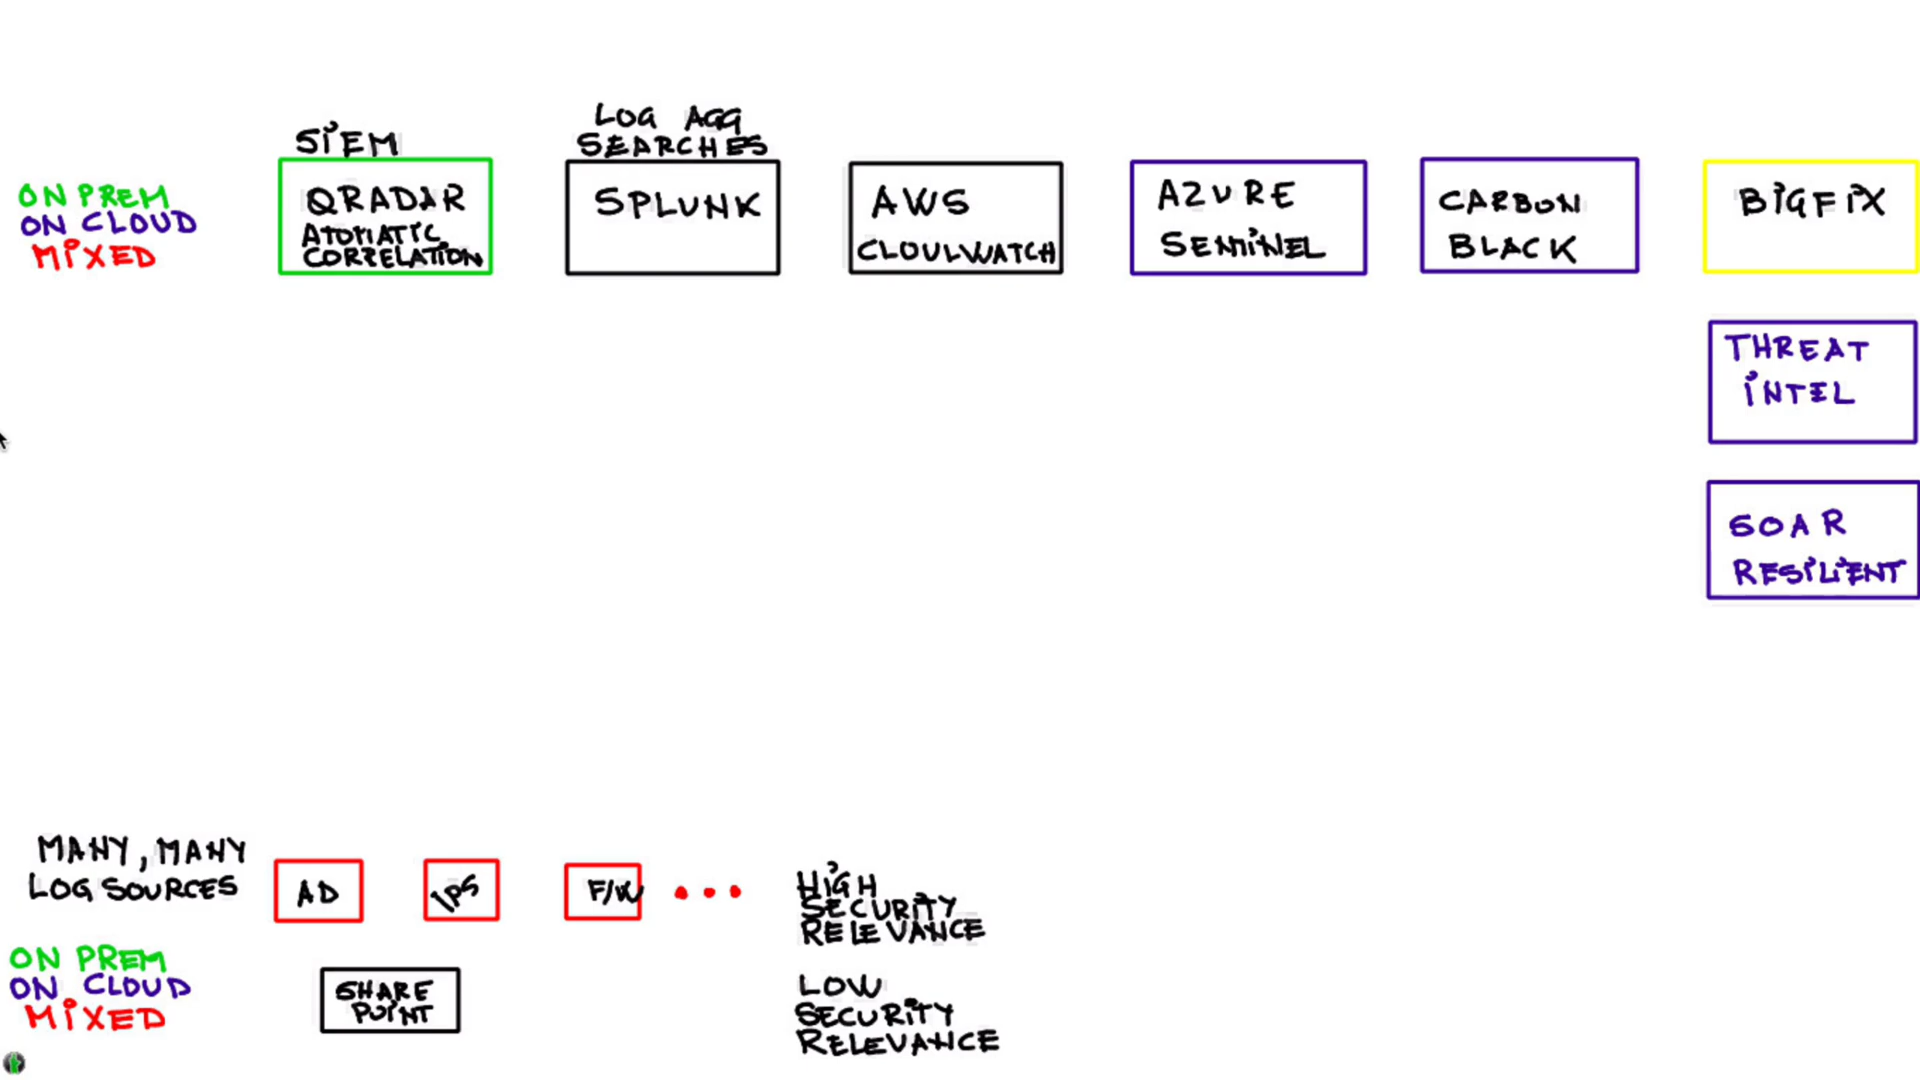 SIEM
LOG AGG
SEARCHES
ON PREM
ON CLOUD
MIXED
QRADAR
ATOMATIC
CORRELATION
SPLUNK
AWS
CLOULWATCH
AZURE
SENTINEL
CARBON
BLACK
BIGFIX
THREAT
INTEL
SOAR
RESILIENT
MANY, MANY
LOG SOURCES
AD
IPS
F/W
...
HIGH
SECURITY
RELEVANCE
ON PREM
ON CLOUD
MIXED
SHARE
POINT
LOW
SECURITY
RELEVANCE